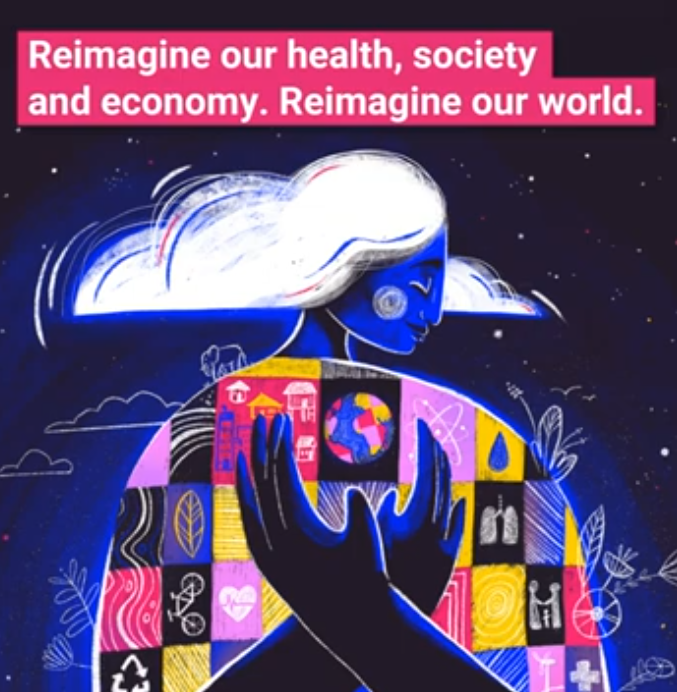 Reimagine our health, society
and economy. Reimagine our world.